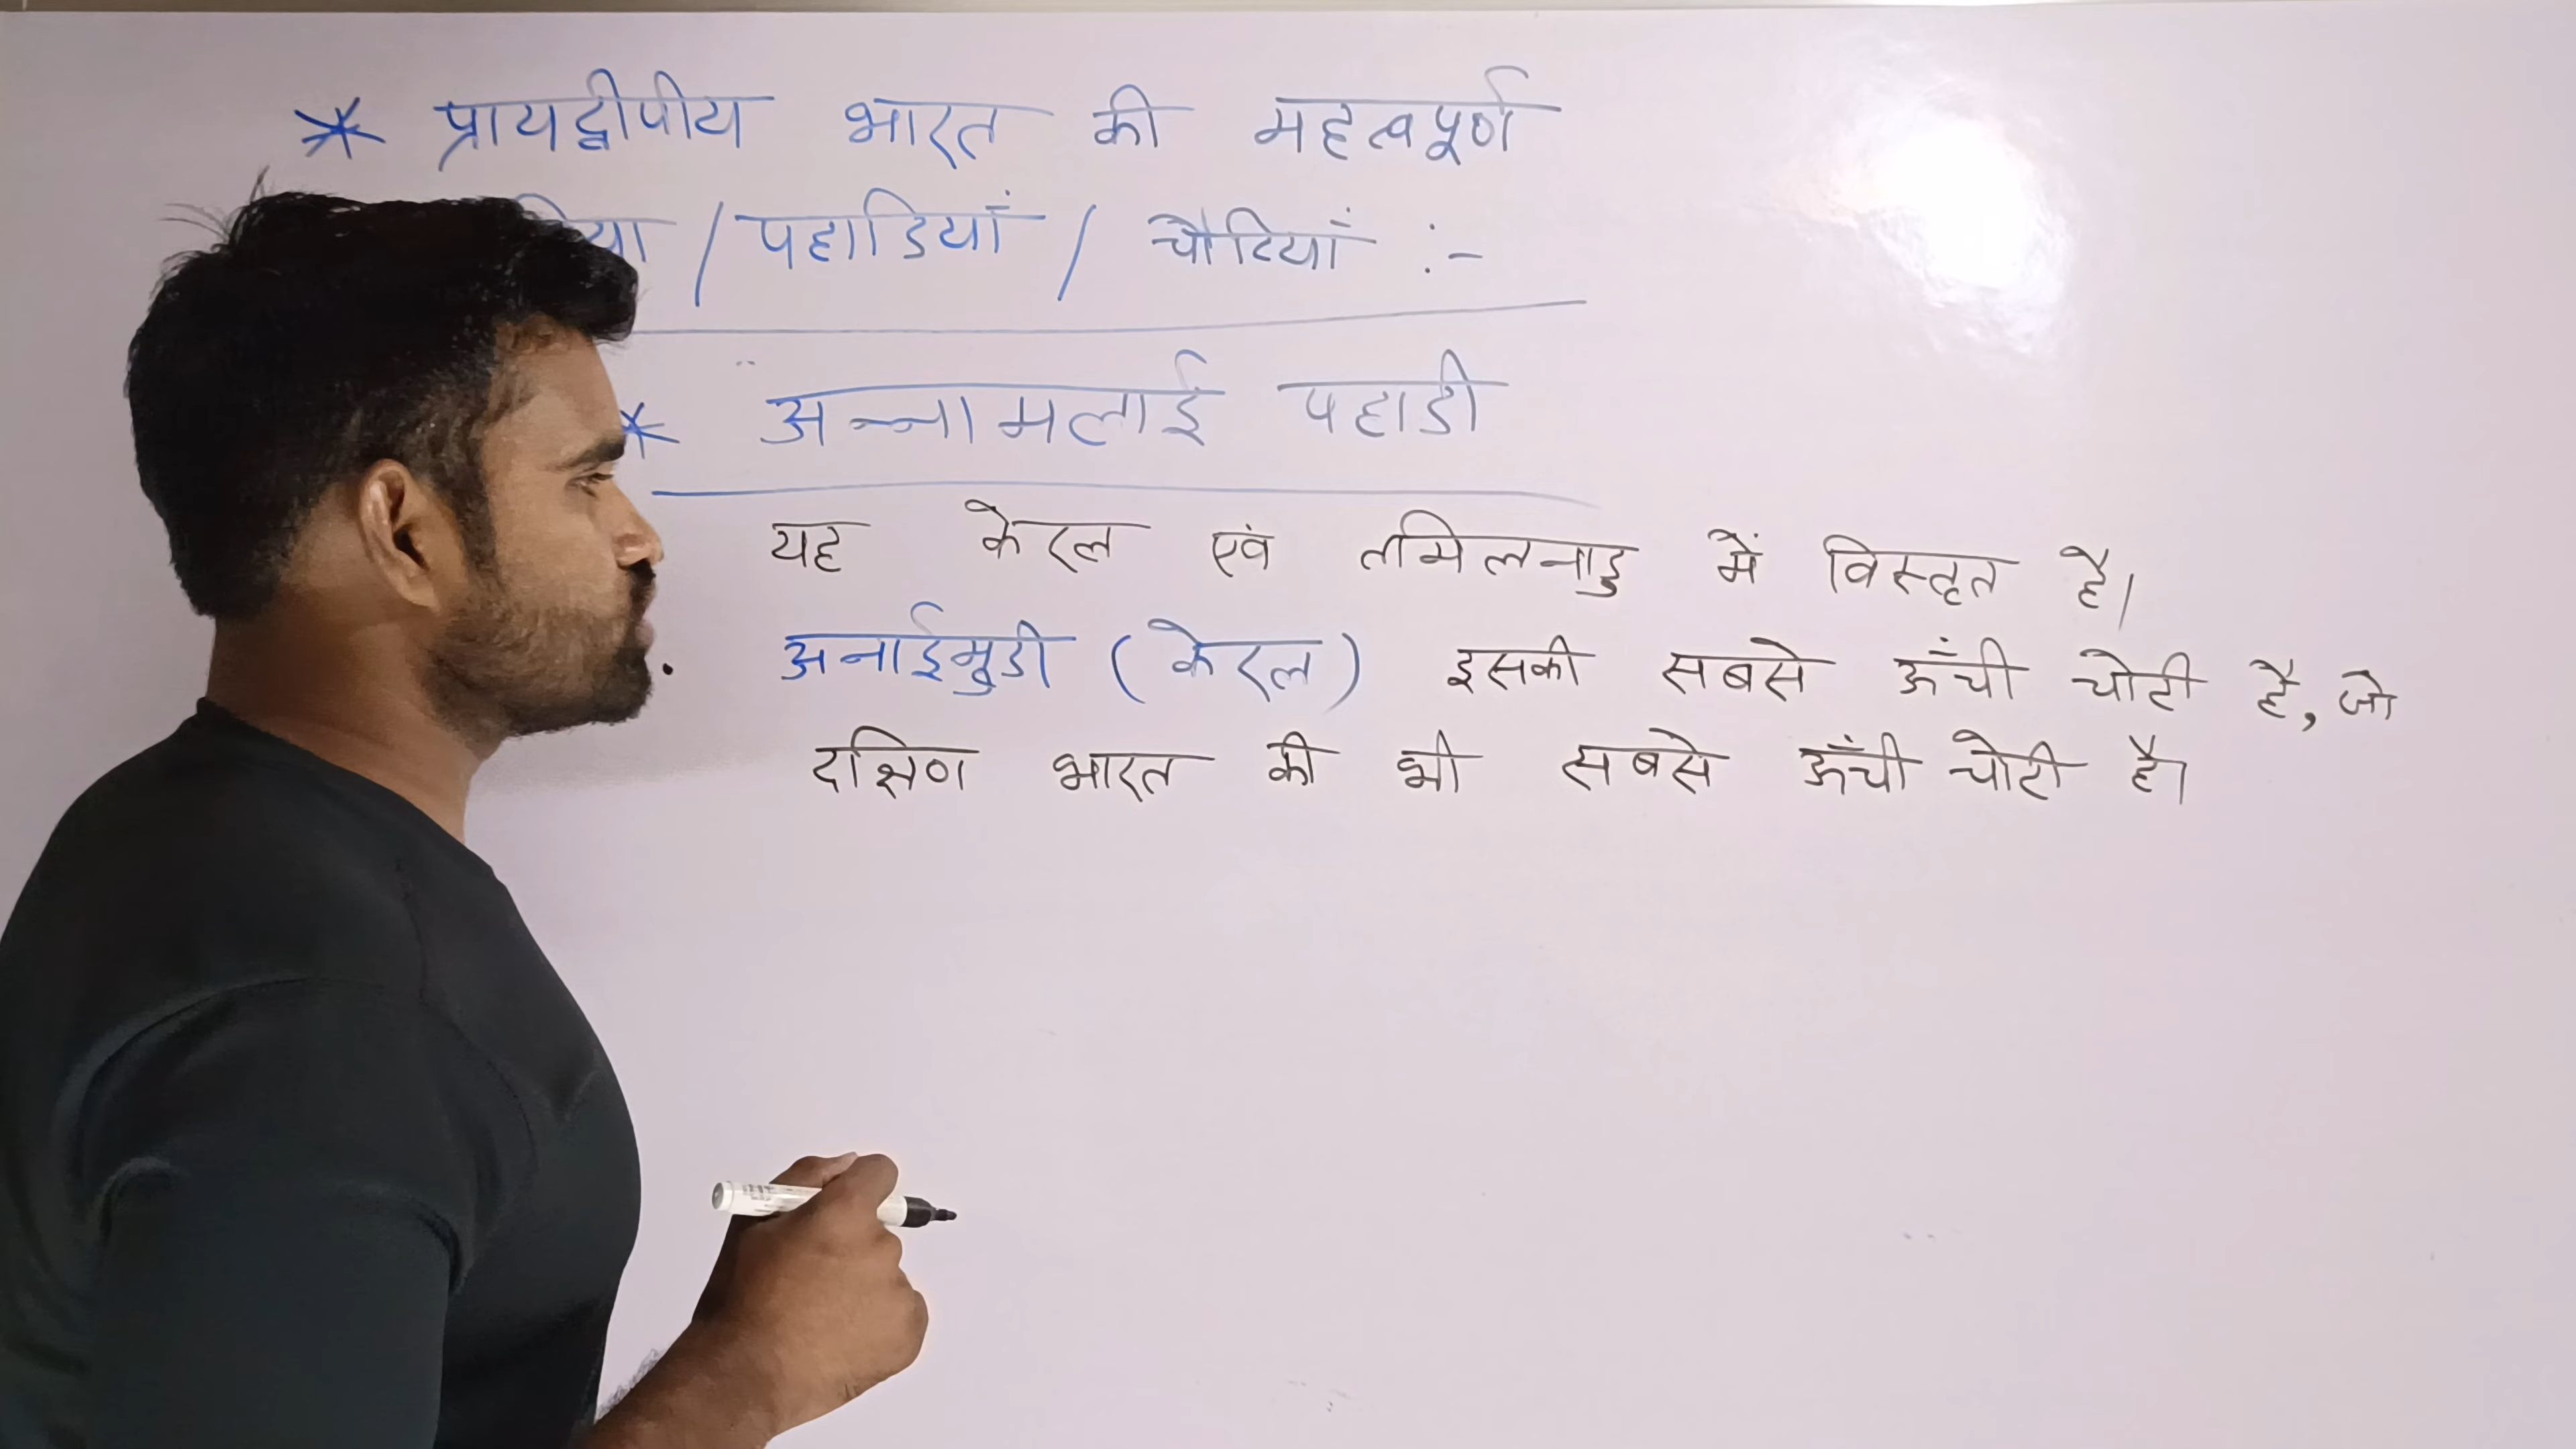 * प्रायद्वीपीय भारत की महत्वपूर्ण
/ पहाडियाँ / चौटियाँ :-
* अन्नामलाई पहाडी
यह केरल एवं तमिलनाडु में विस्तृत है।
• अनाईमुडी (केरल) इसकी सबसे ऊँची चोटी है, जो
दक्षिण भारत की भी सबसे ऊँची चोटी है।